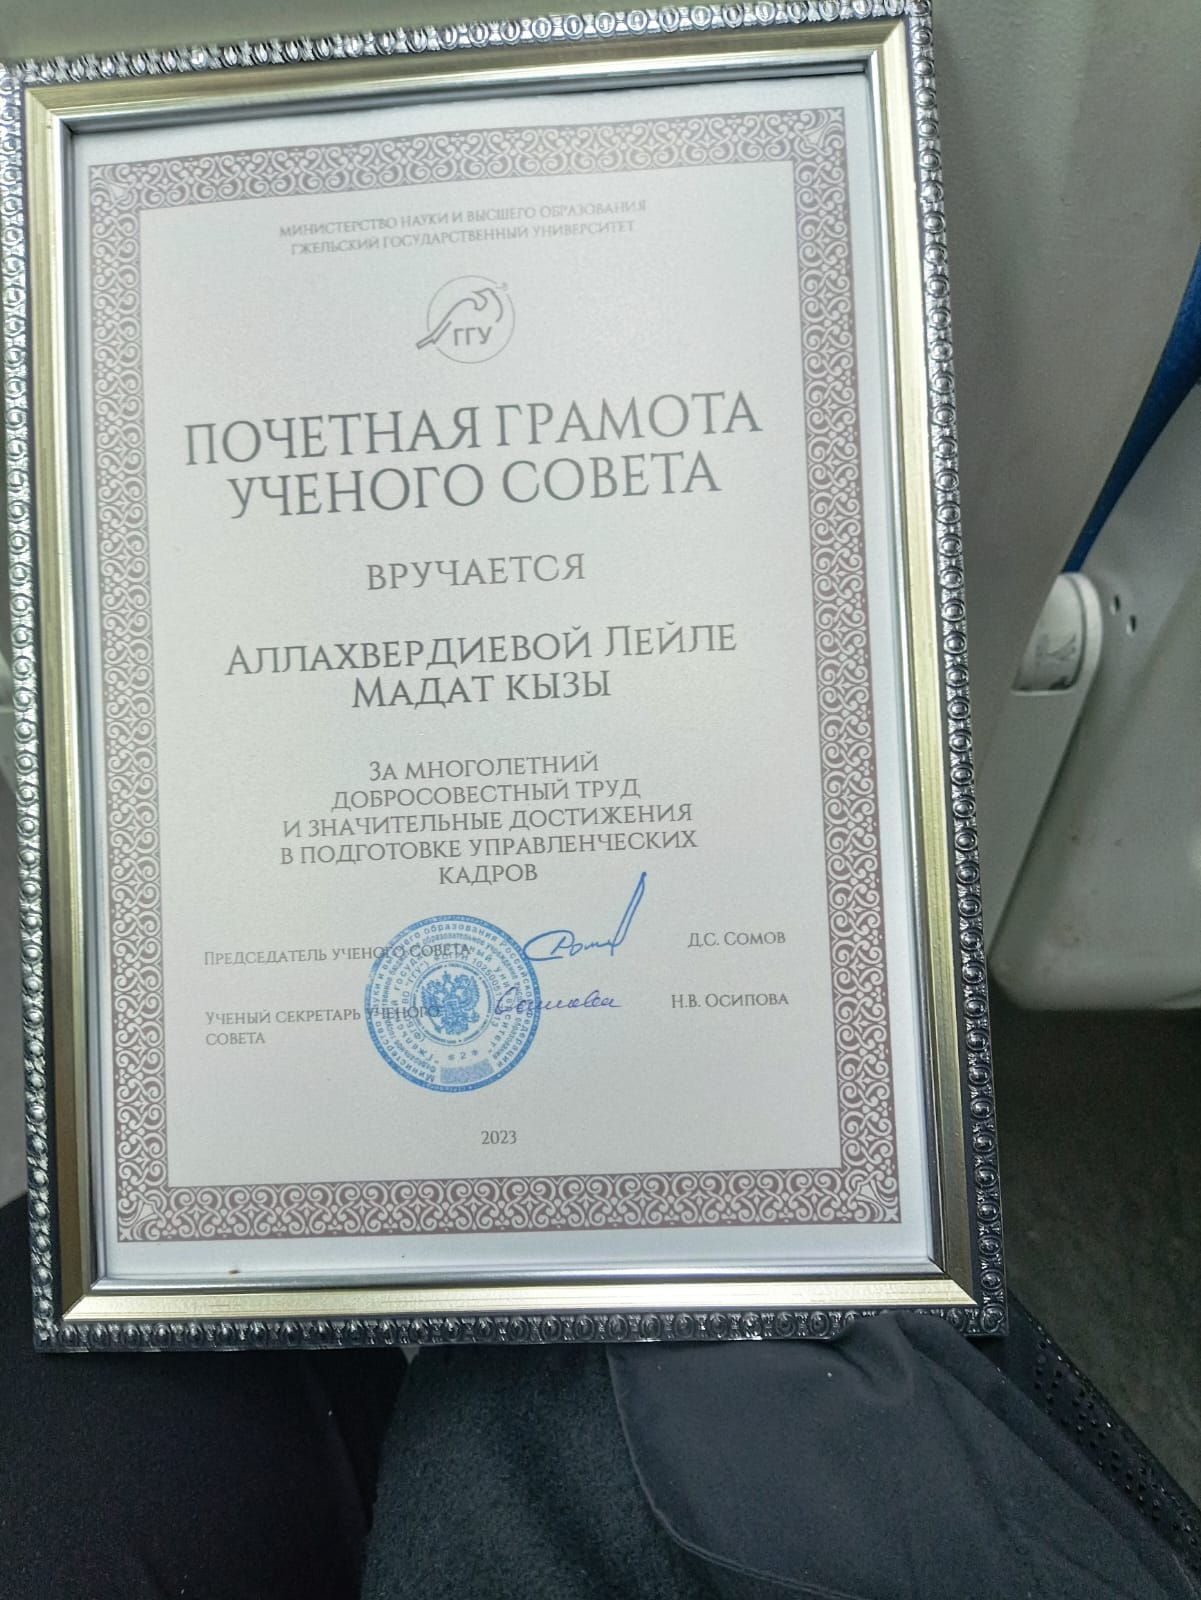 МИНИСТЕРСТВО НАУКИ И ВЫСШЕГО ОБРАЗОВАНИЯ
ГЖЕЛЬСКИЙ ГОСУДАРСТВЕННЫЙ УНИВЕРСИТЕТ
ГГУ
ПОЧЕТНАЯ ГРАМОТА
УЧЕНОГО СОВЕТА
ВРУЧАЕТСЯ
АЛЛАХВЕРДИЕВОЙ ЛЕЙЛЕ
МАДАТ КЫЗЫ
ЗА МНОГОЛЕТНИЙ
ДОБРОСОВЕСТНЫЙ ТРУД
И ЗНАЧИТЕЛЬНЫЕ ДОСТИЖЕНИЯ
В ПОДГОТОВКЕ УПРАВЛЕНЧЕСКИХ
КАДРОВ
ПРЕДСЕДАТЕЛЬ УЧЕНОГО СОВЕТА Д.С. СОМОВ
УЧЕНЫЙ СЕКРЕТАРЬ УЧЕНОГО Н.В. ОСИПОВА
СОВЕТА
2023